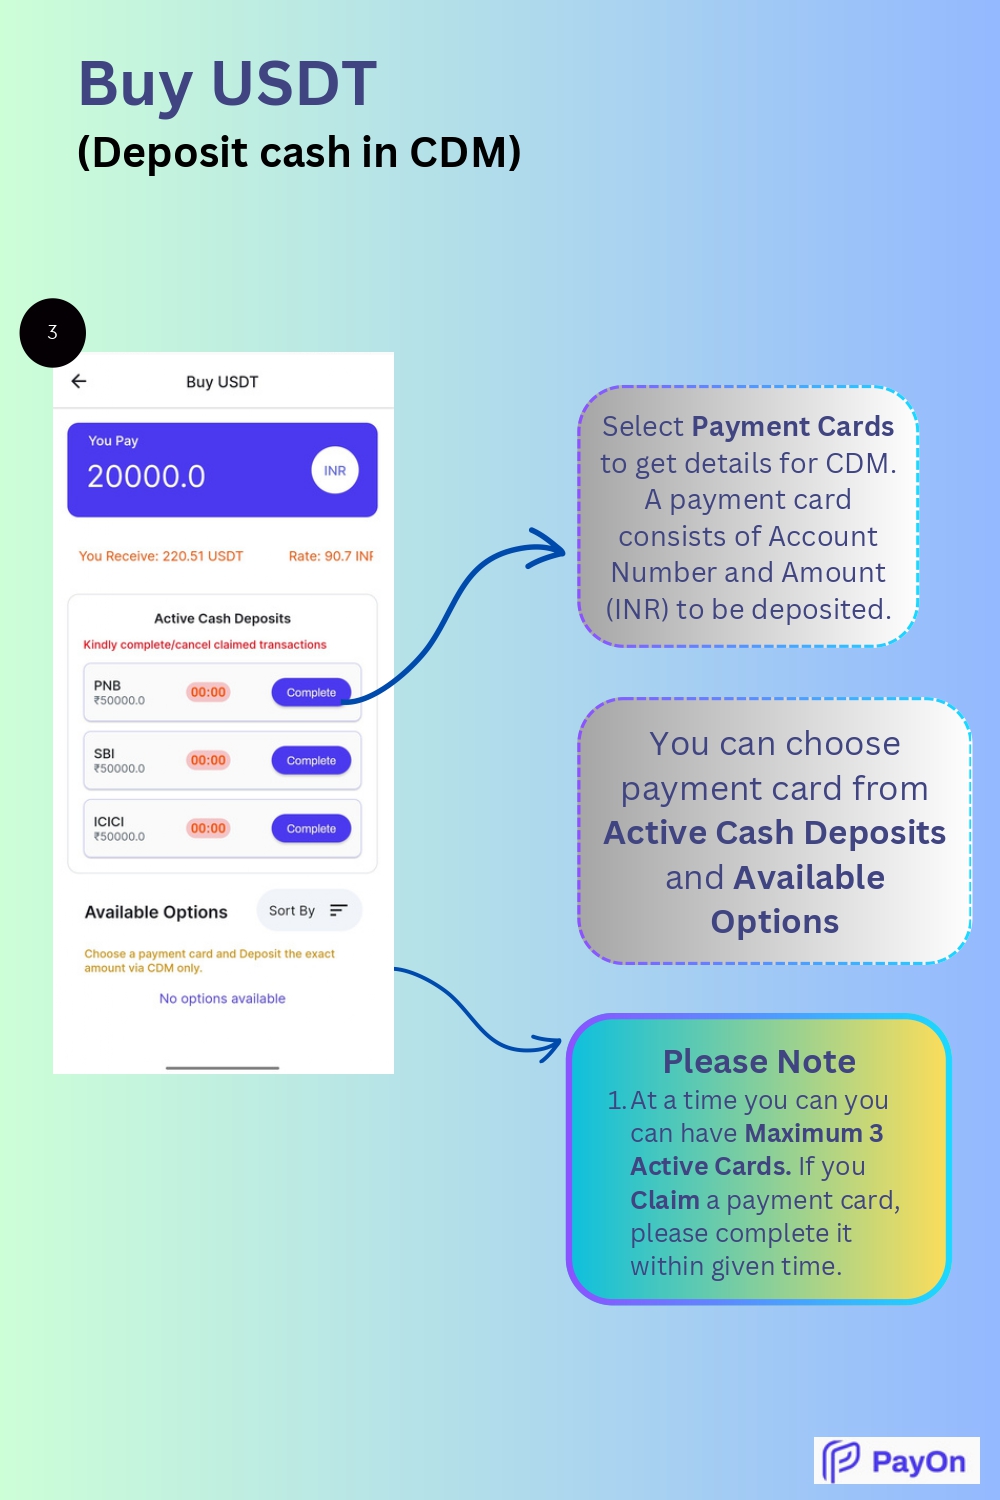 Buy USDT
(Deposit cash in CDM)
3
Buy USDT
You Pay
20000.0
INR
You Receive: 220.51 USDT
Rate: 90.7 INR
Active Cash Deposits
Kindly complete/cancel claimed transactions
PNB
₹50000.0
00:00
Complete
SBI
₹50000.0
00:00
Complete
ICICI
₹50000.0
00:00
Complete
Available Options
Sort By
Choose a payment card and Deposit the exact
amount via CDM only.
No options available
Select Payment Cards
to get details for CDM.
A payment card
consists of Account
Number and Amount
(INR) to be deposited.
You can choose
payment card from
Active Cash Deposits
and Available
Options
Please Note
1. At a time you can you
can have Maximum 3
Active Cards. If you
Claim a payment card,
please complete it
within given time.
PayOn